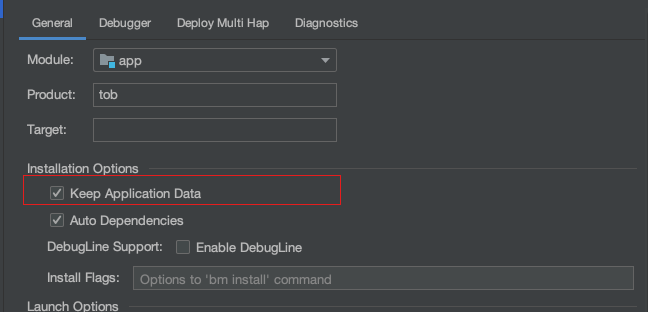 General Debugger Deploy Multi Hap Diagnostics
Module: app
Product: tob
Target:
Installation Options
Keep Application Data
Auto Dependencies
DebugLine Support: Enable DebugLine
Install Flags: Options to 'bm install' command
Launch Options